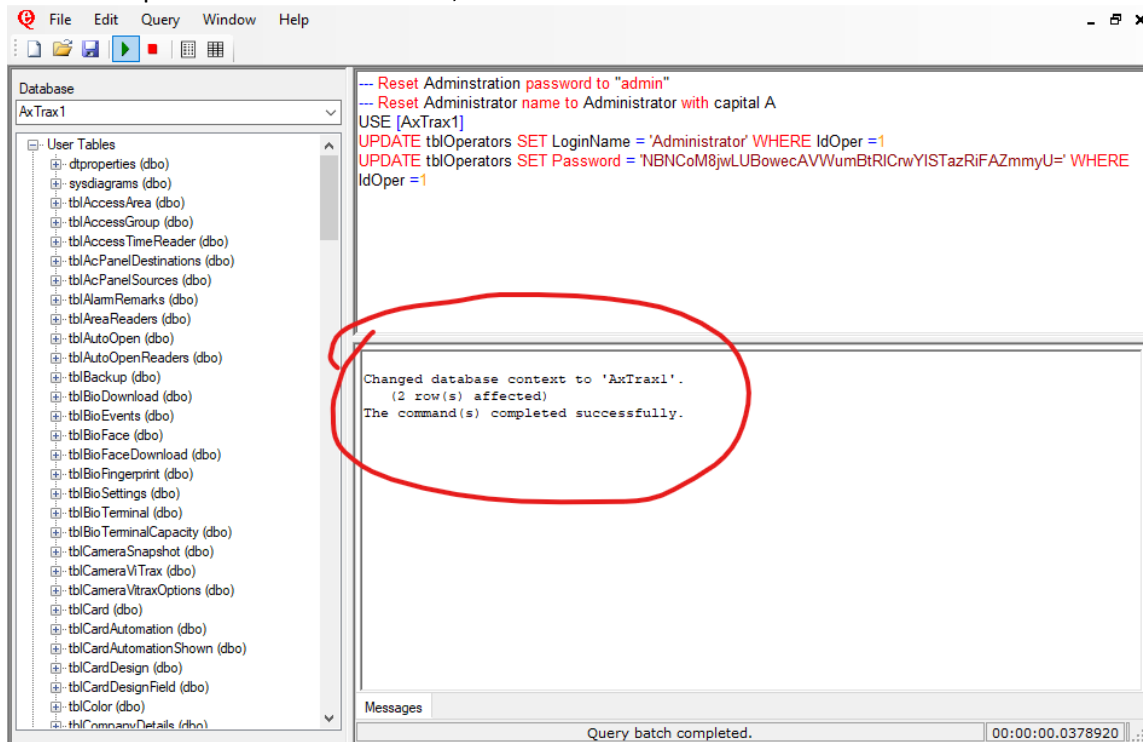 File Edit Query Window Help
Database
AxTrax1
User Tables
dtproperties (dbo)
sysdiagrams (dbo)
tblAccessArea (dbo)
tblAccessGroup (dbo)
tblAccessTimeReader (dbo)
tblAcPanelDestinations (dbo)
tblAcPanelSources (dbo)
tblAlarmRemarks (dbo)
tblAreaReaders (dbo)
tblAutoOpen (dbo)
tblAutoOpenReaders (dbo)
tblBackup (dbo)
tblBioDownload (dbo)
tblBioEvents (dbo)
tblBioFace (dbo)
tblBioFaceDownload (dbo)
tblBioFingerprint (dbo)
tblBioSettings (dbo)
tblBioTerminal (dbo)
tblBioTerminalCapacity (dbo)
tblCameraSnapshot (dbo)
tblCameraViTrax (dbo)
tblCameraVitraxOptions (dbo)
tblCard (dbo)
tblCardAutomation (dbo)
tblCardAutomationShown (dbo)
tblCardDesign (dbo)
tblCardDesignField (dbo)
tblColor (dbo)
tblCompanyDetails (dbo)
--- Reset Adminstration password to "admin"
--- Reset Administrator name to Administrator with capital A
USE [AxTrax1]
UPDATE tblOperators SET LoginName = 'Administrator' WHERE IdOper =1
UPDATE tblOperators SET Password = 'NBNCoM8jwLUBowecAVWumBtRlCrwYlSTazRiFAZmmyU=' WHERE
IdOper =1
Changed database context to 'AxTrax1'.
(2 row(s) affected)
The command(s) completed successfully.
Messages
Query batch completed.
00:00:00.0378920